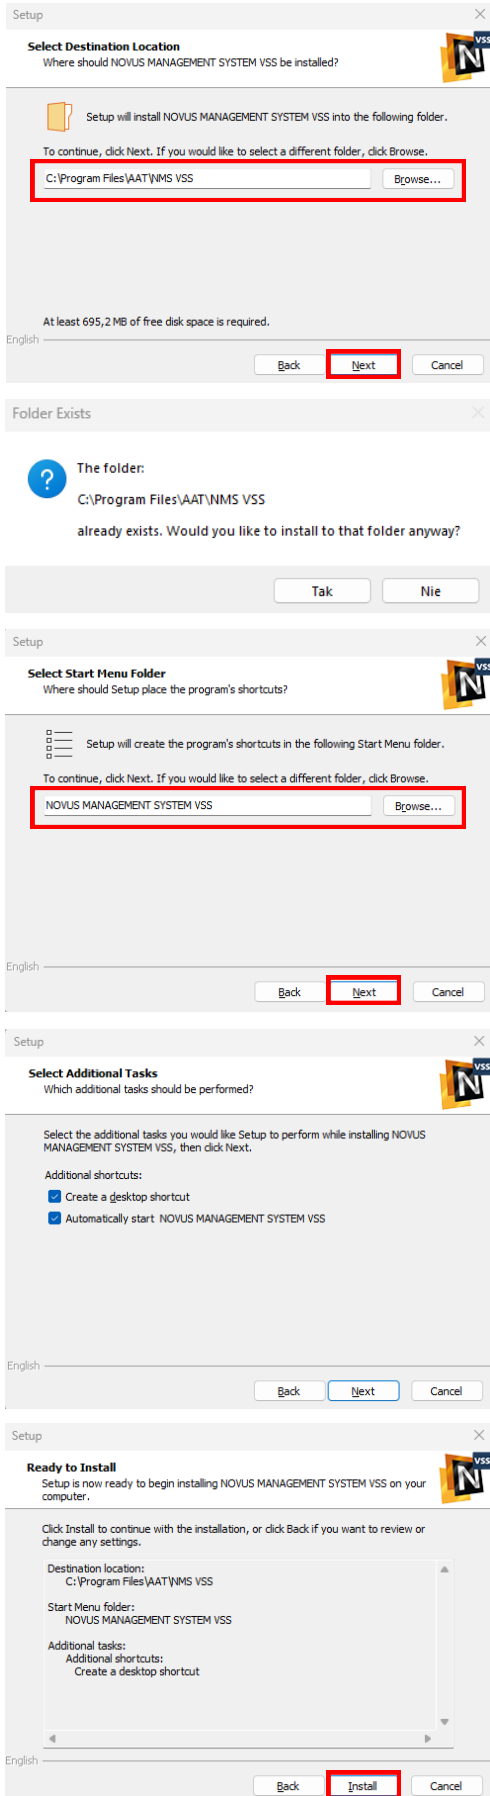 Setup
Select Destination Location
Where should NOVUS MANAGEMENT SYSTEM VSS be installed?
N VSS
Setup will install NOVUS MANAGEMENT SYSTEM VSS into the following folder.
To continue, click Next. If you would like to select a different folder, click Browse.
C:\Program Files\AAT\NMS VSS
Browse...
At least 695,2 MB of free disk space is required.
English
Back Next Cancel
Folder Exists
?
The folder:
C:\Program Files\AAT\NMS VSS
already exists. Would you like to install to that folder anyway?
Tak Nie
Setup
Select Start Menu Folder
Where should Setup place the program's shortcuts?
N VSS
Setup will create the program's shortcuts in the following Start Menu folder.
To continue, click Next. If you would like to select a different folder, click Browse.
NOVUS MANAGEMENT SYSTEM VSS
Browse...
English
Back Next Cancel
Setup
Select Additional Tasks
Which additional tasks should be performed?
N VSS
Select the additional tasks you would like Setup to perform while installing NOVUS
MANAGEMENT SYSTEM VSS, then click Next.
Additional shortcuts:
Create a desktop shortcut
Automatically start NOVUS MANAGEMENT SYSTEM VSS
English
Back Next Cancel
Setup
Ready to Install
Setup is now ready to begin installing NOVUS MANAGEMENT SYSTEM VSS on your
computer.
N VSS
Click Install to continue with the installation, or click Back if you want to review or
change any settings.
Destination location:
C:\Program Files\AAT\NMS VSS
Start Menu folder:
NOVUS MANAGEMENT SYSTEM VSS
Additional tasks:
Additional shortcuts:
Create a desktop shortcut
English
Back Install Cancel